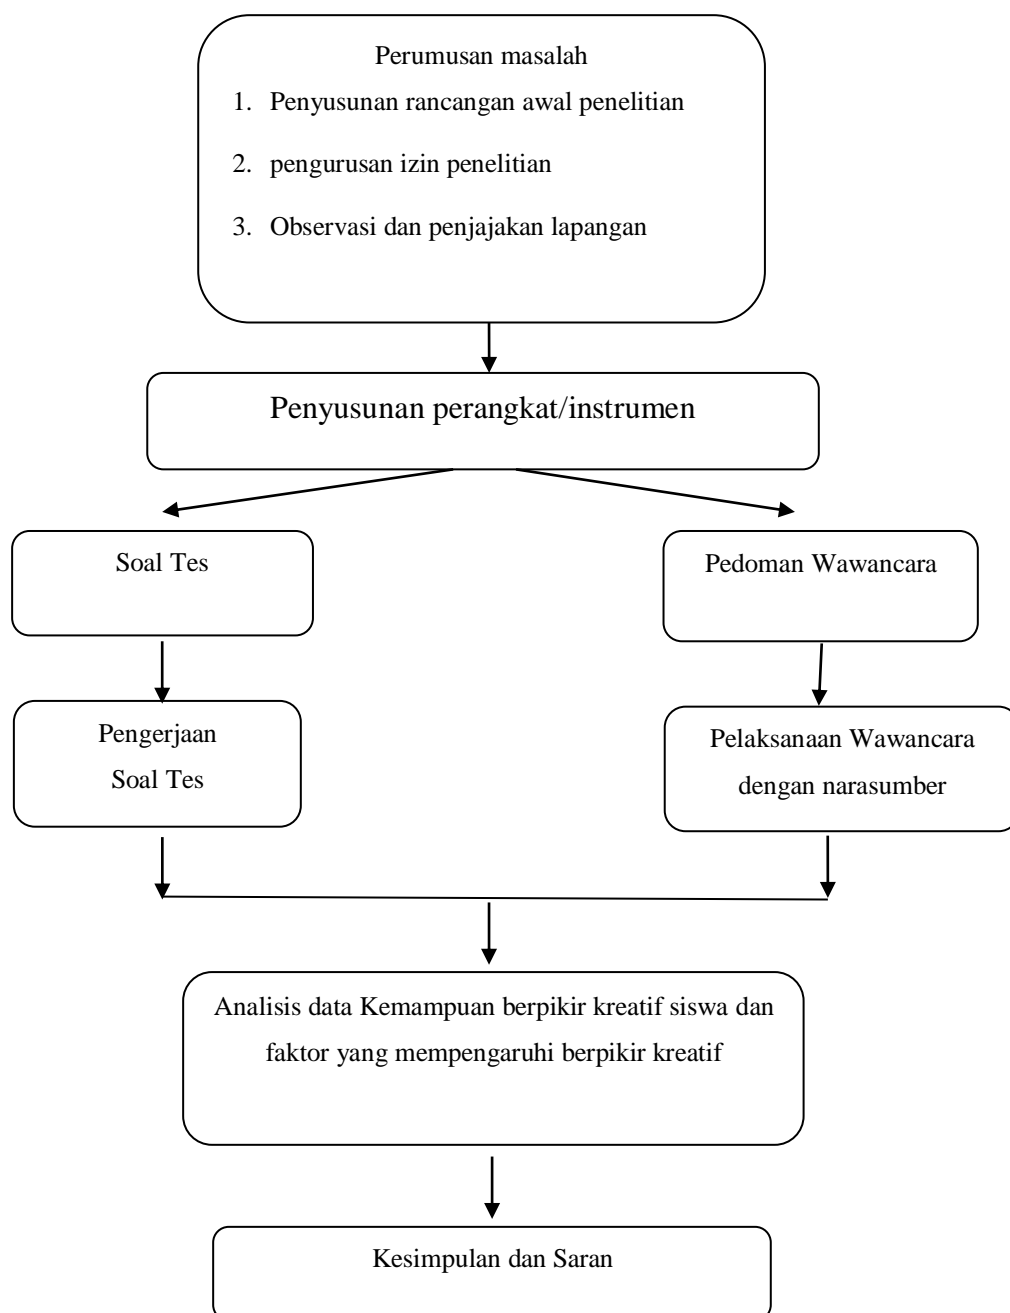 Perumusan masalah
1. Penyusunan rancangan awal penelitian
2. pengurusan izin penelitian
3. Observasi dan penjajakan lapangan
Penyusunan perangkat/instrumen
Soal Tes
Pedoman Wawancara
Pengerjaan
Soal Tes
Pelaksanaan Wawancara
dengan narasumber
Analisis data Kemampuan berpikir kreatif siswa dan
faktor yang mempengaruhi berpikir kreatif
Kesimpulan dan Saran